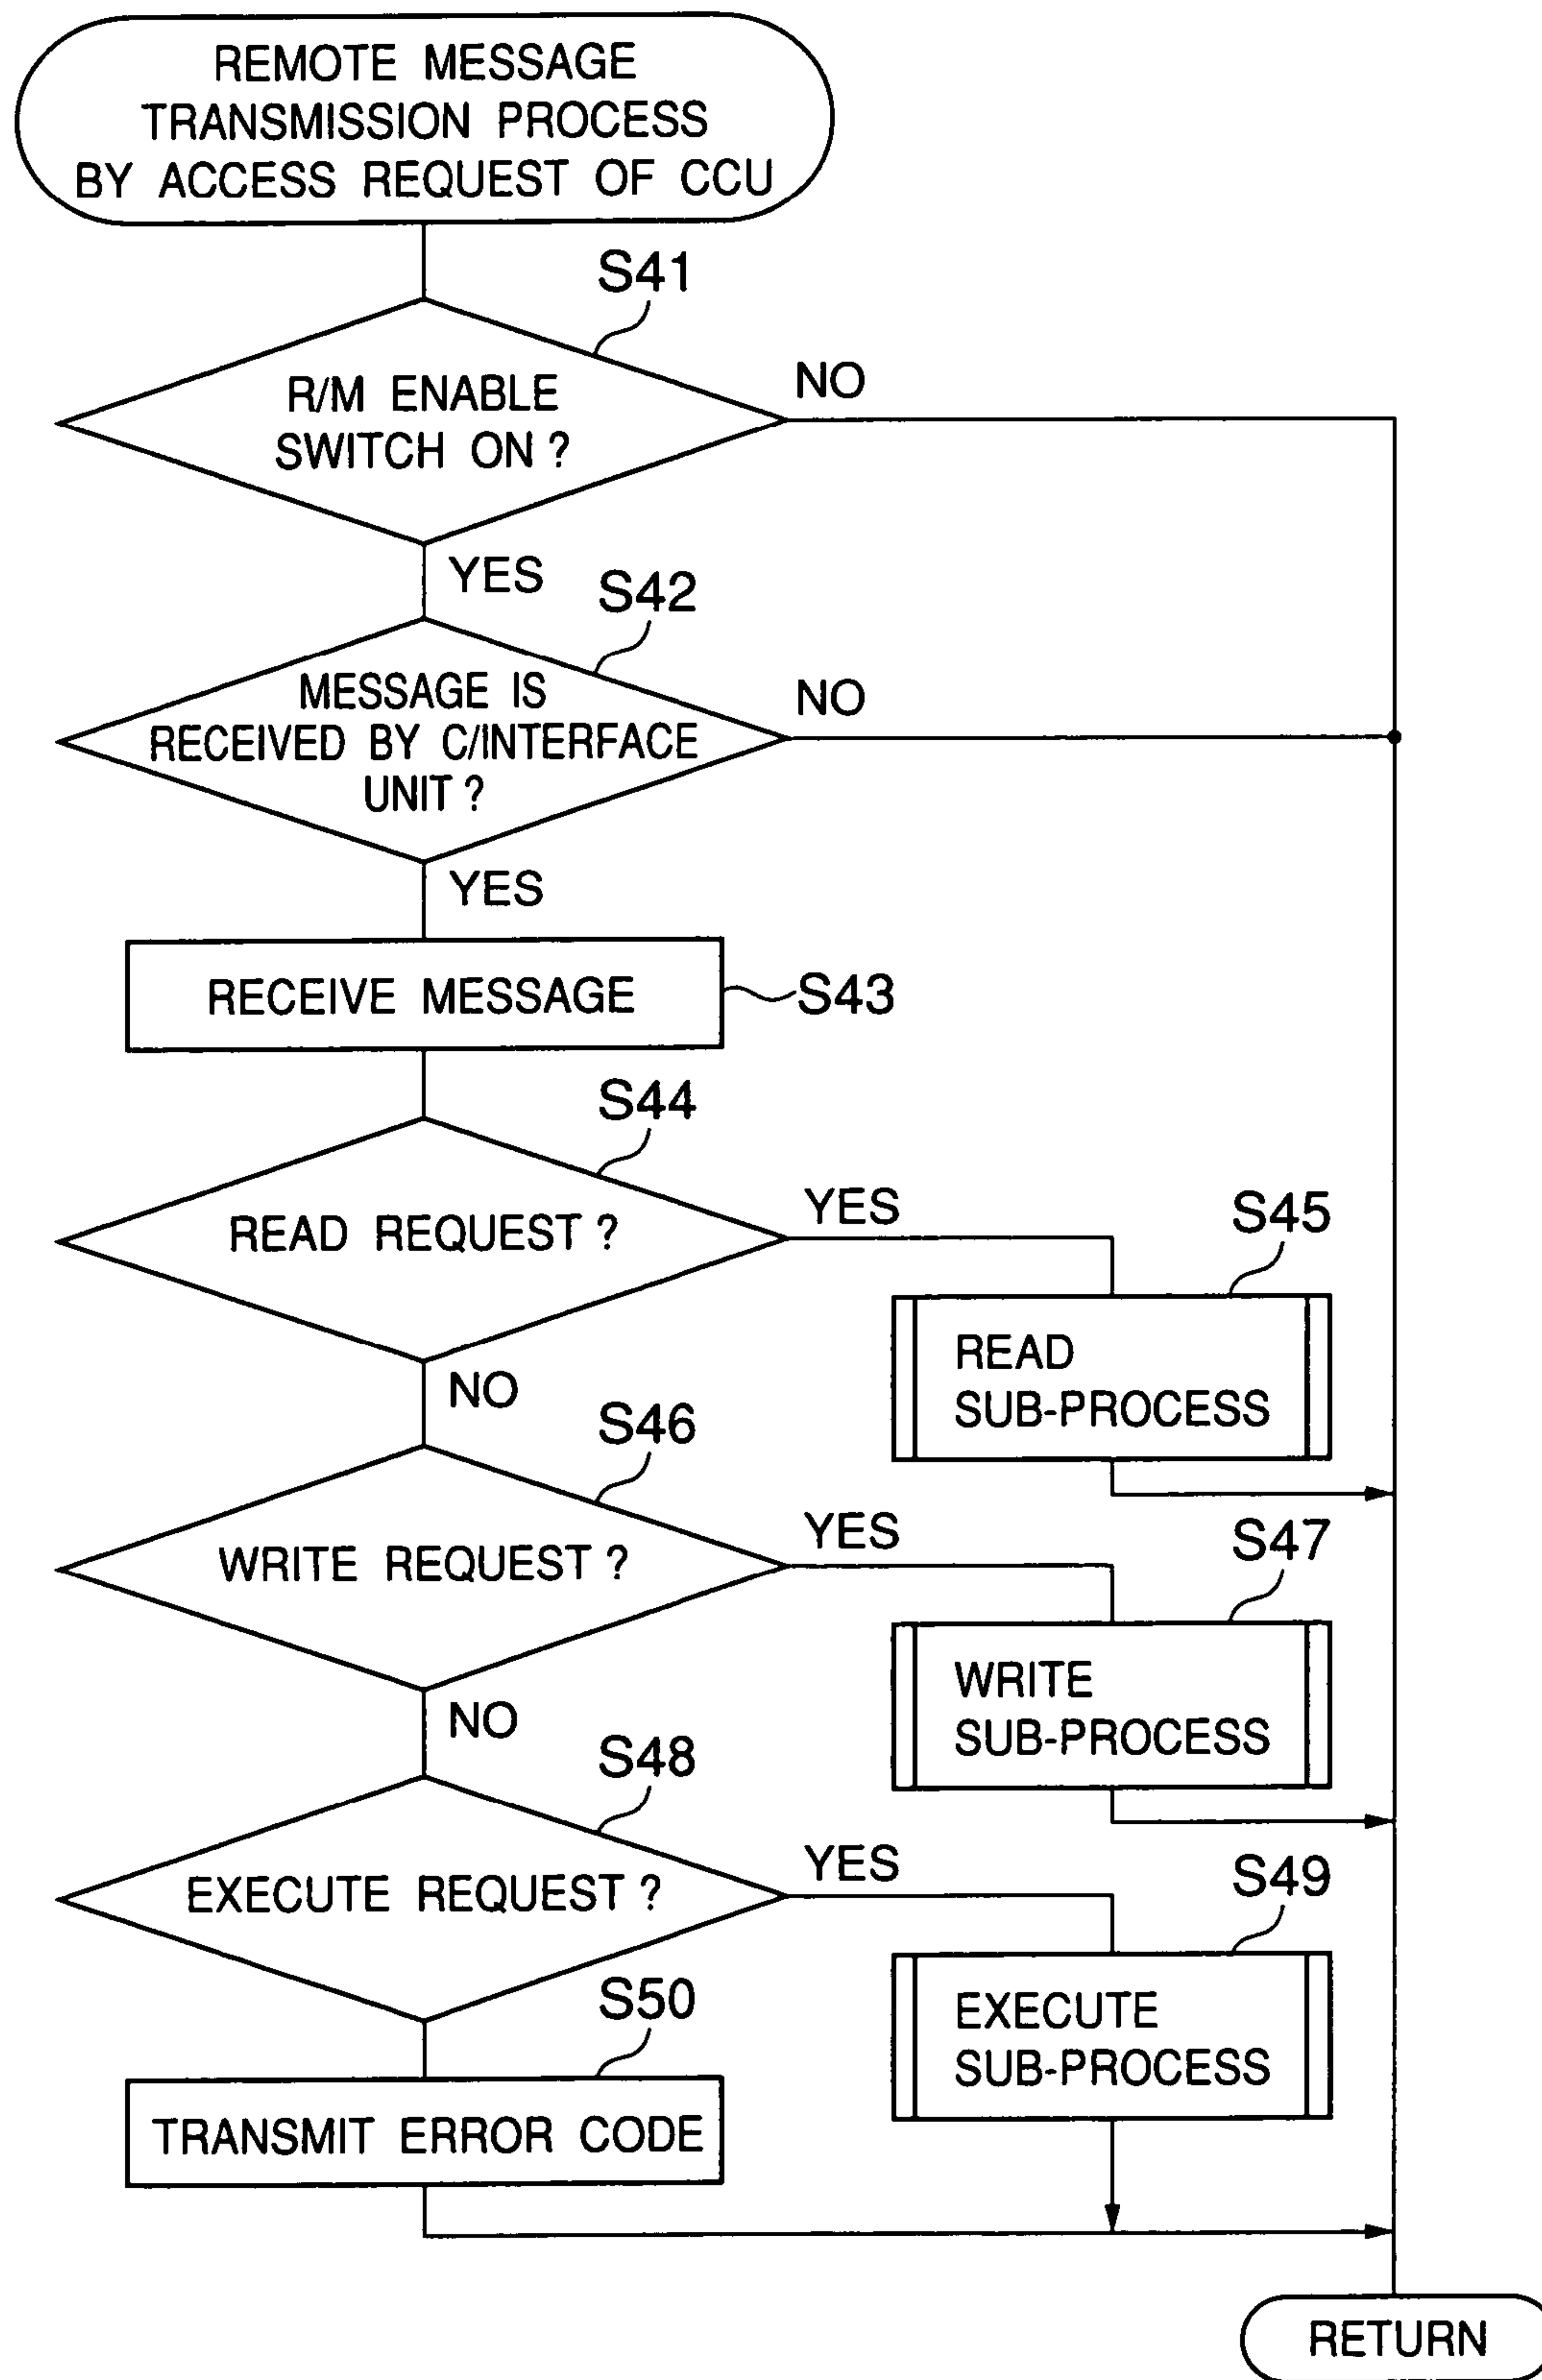 REMOTE MESSAGE
TRANSMISSION PROCESS
BY ACCESS REQUEST OF CCU
S41
R/M ENABLE
SWITCH ON ?
NO
YES
S42
MESSAGE IS
RECEIVED BY C/INTERFACE
UNIT ?
NO
YES
RECEIVE MESSAGE
S43
S44
READ REQUEST ?
YES
S45
READ
SUB-PROCESS
NO
S46
WRITE REQUEST ?
YES
S47
WRITE
SUB-PROCESS
NO
S48
EXECUTE REQUEST ?
YES
S49
EXECUTE
SUB-PROCESS
S50
TRANSMIT ERROR CODE
RETURN